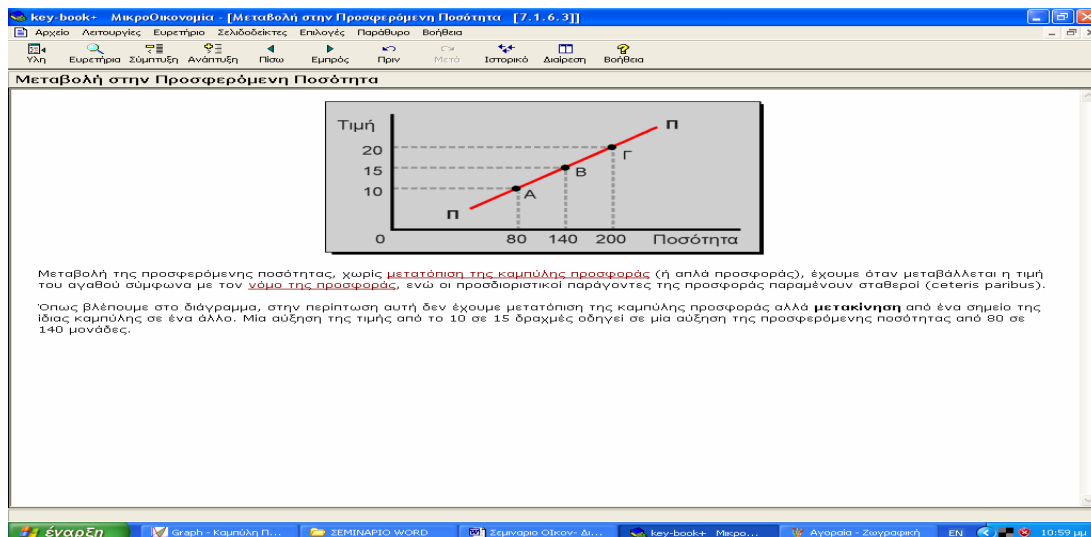 key-book+ ΜικροΟικονομία - [Μεταβολή στην Προσφερόμενη Ποσότητα [7.1.6.3]]
Αρχείο Λειτουργίες Ευρετήριο Σελιδοδείκτες Επιλογές Παράθυρο Βοήθεια
Ύλη Ευρετήρια Σύμπτυξη Ανάπτυξη Πίσω Εμπρός Πριν Μετά Ιστορικό Διαίρεση Βοήθεια
Μεταβολή στην Προσφερόμενη Ποσότητα
Τιμή
Π
20
Γ
15
Β
10
Α
Π
0 80 140 200 Ποσότητα
Μεταβολή της προσφερόμενης ποσότητας, χωρίς μετατόπιση της καμπύλης προσφοράς (ή απλά προσφοράς), έχουμε όταν μεταβάλλεται η τιμή
του αγαθού σύμφωνα με τον νόμο της προσφοράς, ενώ οι προσδιοριστικοί παράγοντες της προσφοράς παραμένουν σταθεροί (ceteris paribus).
Όπως βλέπουμε στο διάγραμμα, στην περίπτωση αυτή δεν έχουμε μετατόπιση της καμπύλης προσφοράς αλλά μετακίνηση από ένα σημείο της
ίδιας καμπύλης σε ένα άλλο. Μία αύξηση της τιμής από το 10 σε 15 δραχμές οδηγεί σε μία αύξηση της προσφερόμενης ποσότητας από 80 σε
140 μονάδες.
έναρξη Graph - Καμπύλη Π... ΣΕΜΙΝΑΡΙΟ WORD Σεμιναριο Οικον- Δι... key-book+ Μικρο... Αγοραία - Ζωγραφική EN 10:59 μμ